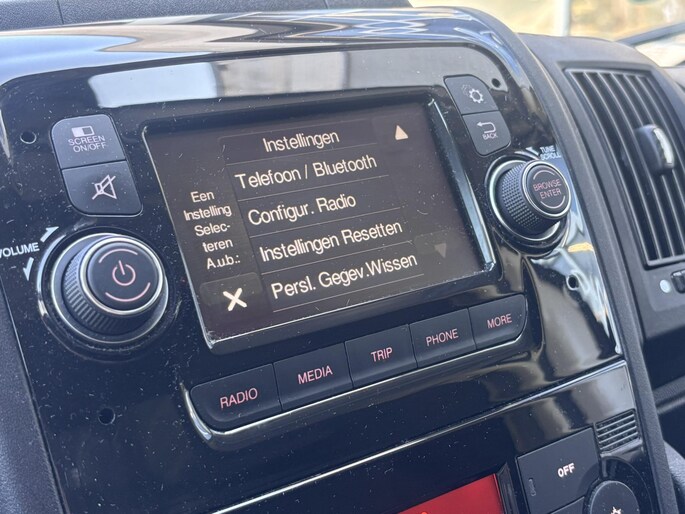 SCREEN
ON/OFF
VOLUME
Instellingen
Een
Instelling
Selec-
teren
A.u.b.:
Telefoon / Bluetooth
Configur. Radio
Instellingen Resetten
Persl. Gegev.Wissen
BACK
TUNE
SCROLL
BROWSE
ENTER
RADIO
MEDIA
TRIP
PHONE
MORE
OFF